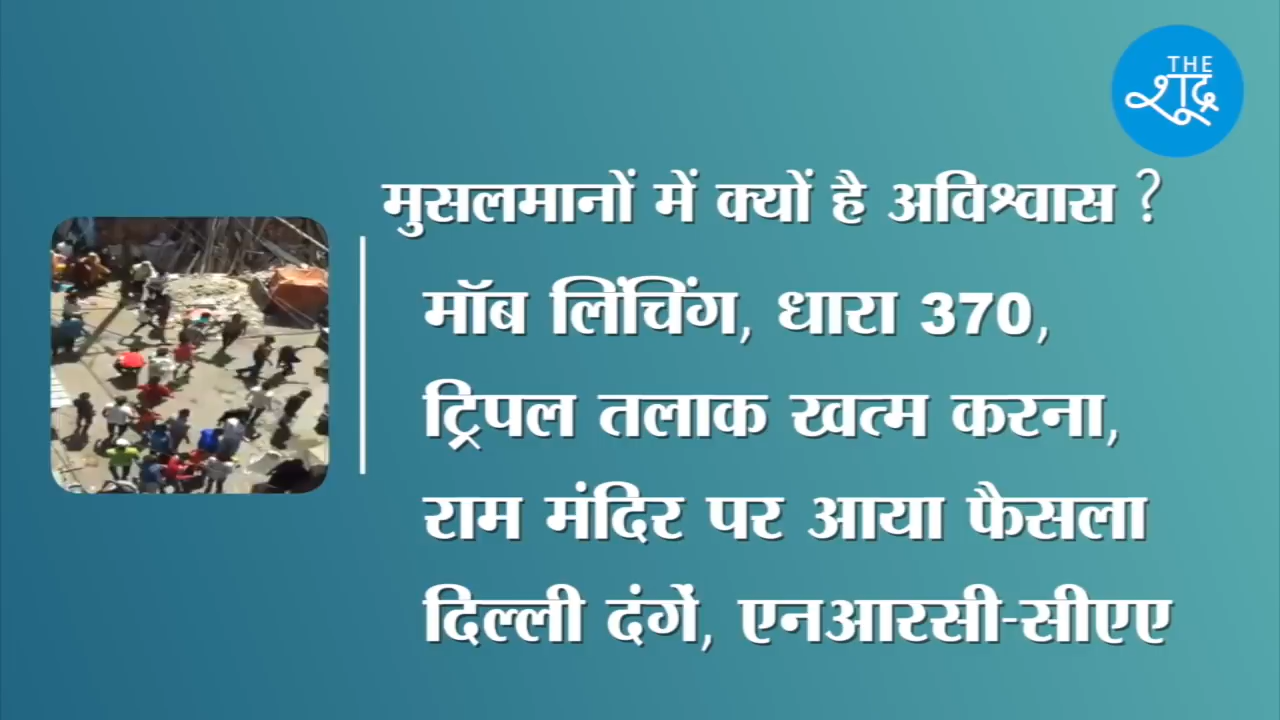 THE
शूद्र
मुसलमानों में क्यों है अविश्वास ?
मॉब लिंचिंग, धारा 370,
ट्रिपल तलाक खत्म करना,
राम मंदिर पर आया फैसला
दिल्ली दंगें, एनआरसी-सीएए